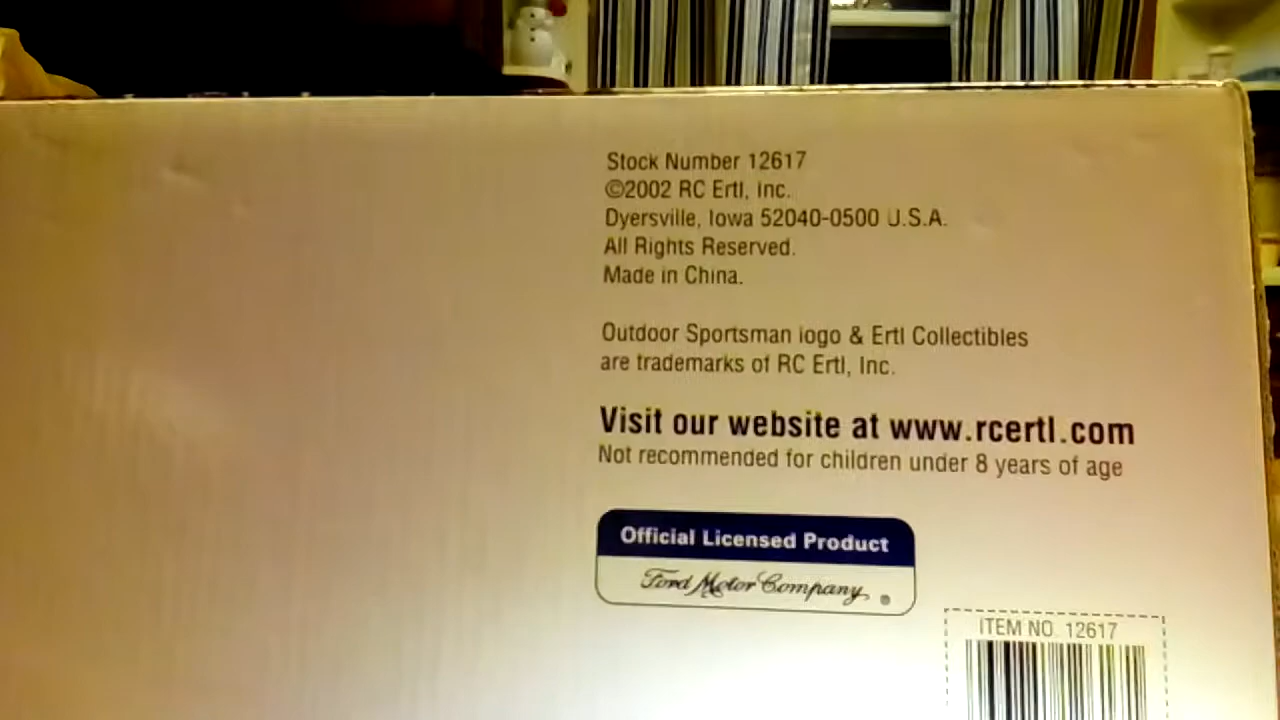 Stock Number 12617
©2002 RC Ertl, Inc.
Dyersville, Iowa 52040-0500 U.S.A.
All Rights Reserved.
Made in China.
Outdoor Sportsman logo & Ertl Collectibles
are trademarks of RC Ertl, Inc.
Visit our website at www.rcertl.com
Not recommended for children under 8 years of age
Official Licensed Product
Ford Motor Company ®
ITEM NO. 12617